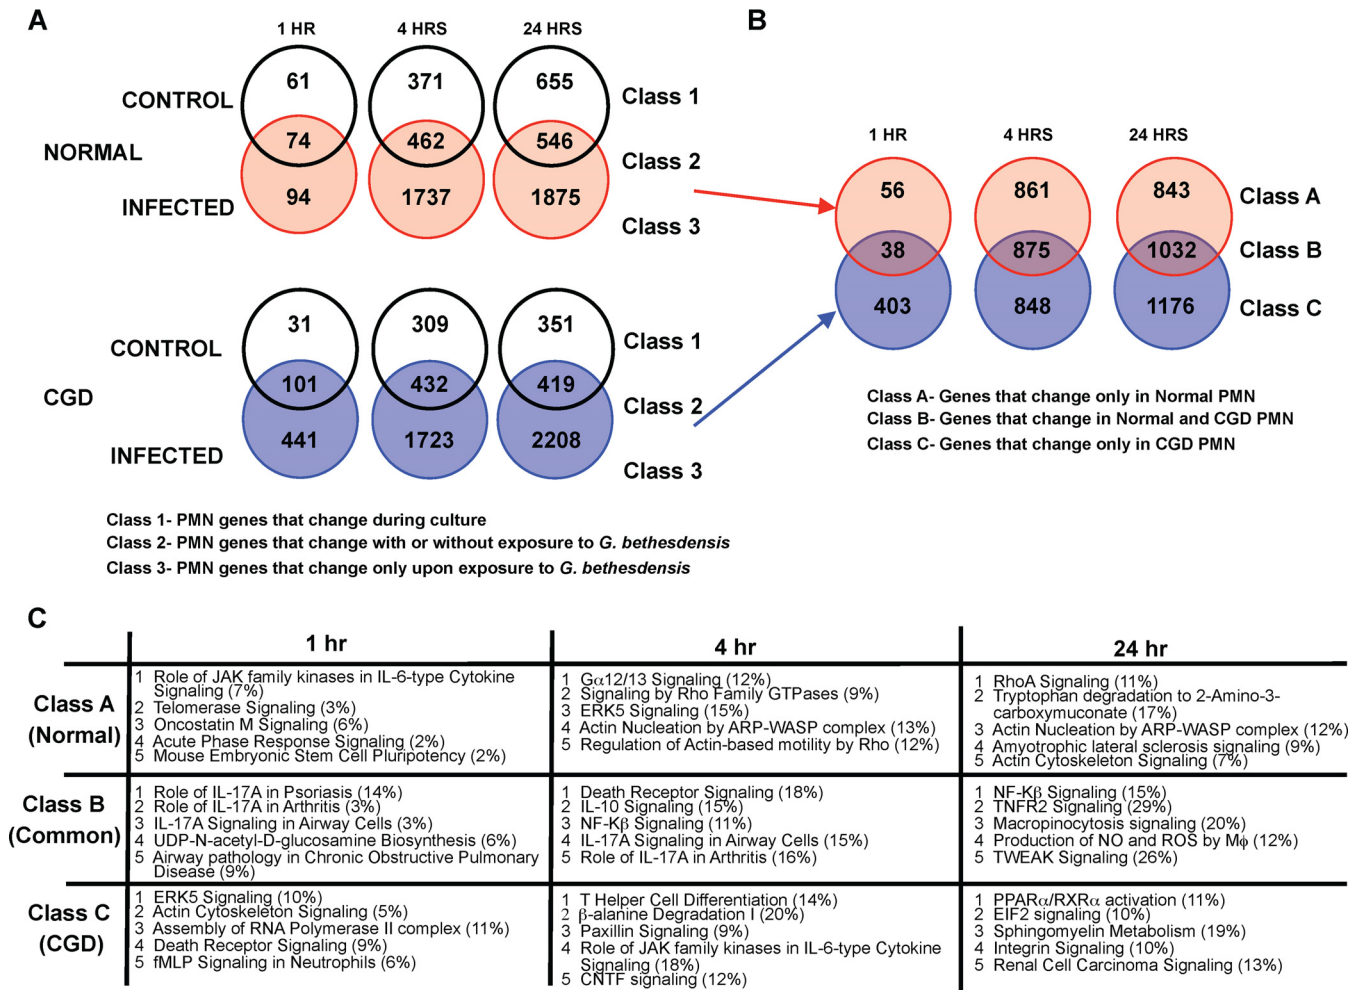 A
1 HR
4 HRS
24 HRS
61
371
655
Class 1
CONTROL
74
462
546
NORMAL
Class 2
94
1737
1875
INFECTED
Class 3
31
309
351
Class 1
CONTROL
101
432
419
CGD
Class 2
441
1723
2208
INFECTED
Class 3
Class 1- PMN genes that change during culture
Class 2- PMN genes that change with or without exposure to G. bethesdensis
Class 3- PMN genes that change only upon exposure to G. bethesdensis
B
1 HR
4 HRS
24 HRS
56
861
843
Class A
38
875
1032
Class B
403
848
1176
Class C
Class A- Genes that change only in Normal PMN
Class B- Genes that change in Normal and CGD PMN
Class C- Genes that change only in CGD PMN
C
1 hr
4 hr
24 hr
Class A
(Normal)
1 Role of JAK family kinases in IL-6-type Cytokine
Signaling (7%)
2 Telomerase Signaling (3%)
3 Oncostatin M Signaling (6%)
4 Acute Phase Response Signaling (2%)
5 Mouse Embryonic Stem Cell Pluripotency (2%)
1 Gα12/13 Signaling (12%)
2 Signaling by Rho Family GTPases (9%)
3 ERK5 Signaling (15%)
4 Actin Nucleation by ARP-WASP complex (13%)
5 Regulation of Actin-based motility by Rho (12%)
1 RhoA Signaling (11%)
2 Tryptophan degradation to 2-Amino-3-
carboxymuconate (17%)
3 Actin Nucleation by ARP-WASP complex (12%)
4 Amyotrophic lateral sclerosis signaling (9%)
5 Actin Cytoskeleton Signaling (7%)
Class B
(Common)
1 Role of IL-17A in Psoriasis (14%)
2 Role of IL-17A in Arthritis (3%)
3 IL-17A Signaling in Airway Cells (3%)
4 UDP-N-acetyl-D-glucosamine Biosynthesis (6%)
5 Airway pathology in Chronic Obstructive Pulmonary
Disease (9%)
1 Death Receptor Signaling (18%)
2 IL-10 Signaling (15%)
3 NF-Kβ Signaling (11%)
4 IL-17A Signaling in Airway Cells (15%)
5 Role of IL-17A in Arthritis (16%)
1 NF-Kβ Signaling (15%)
2 TNFR2 Signaling (29%)
3 Macropinocytosis signaling (20%)
4 Production of NO and ROS by Mϕ (12%)
5 TWEAK Signaling (26%)
Class C
(CGD)
1 ERK5 Signaling (10%)
2 Actin Cytoskeleton Signaling (5%)
3 Assembly of RNA Polymerase II complex (11%)
4 Death Receptor Signaling (9%)
5 fMLP Signaling in Neutrophils (6%)
1 T Helper Cell Differentiation (14%)
2 β-alanine Degradation I (20%)
3 Paxillin Signaling (9%)
4 Role of JAK family kinases in IL-6-type Cytokine
Signaling (18%)
5 CNTF signaling (12%)
1 PPARα/RXRα activation (11%)
2 EIF2 signaling (10%)
3 Sphingomyelin Metabolism (19%)
4 Integrin Signaling (10%)
5 Renal Cell Carcinoma Signaling (13%)